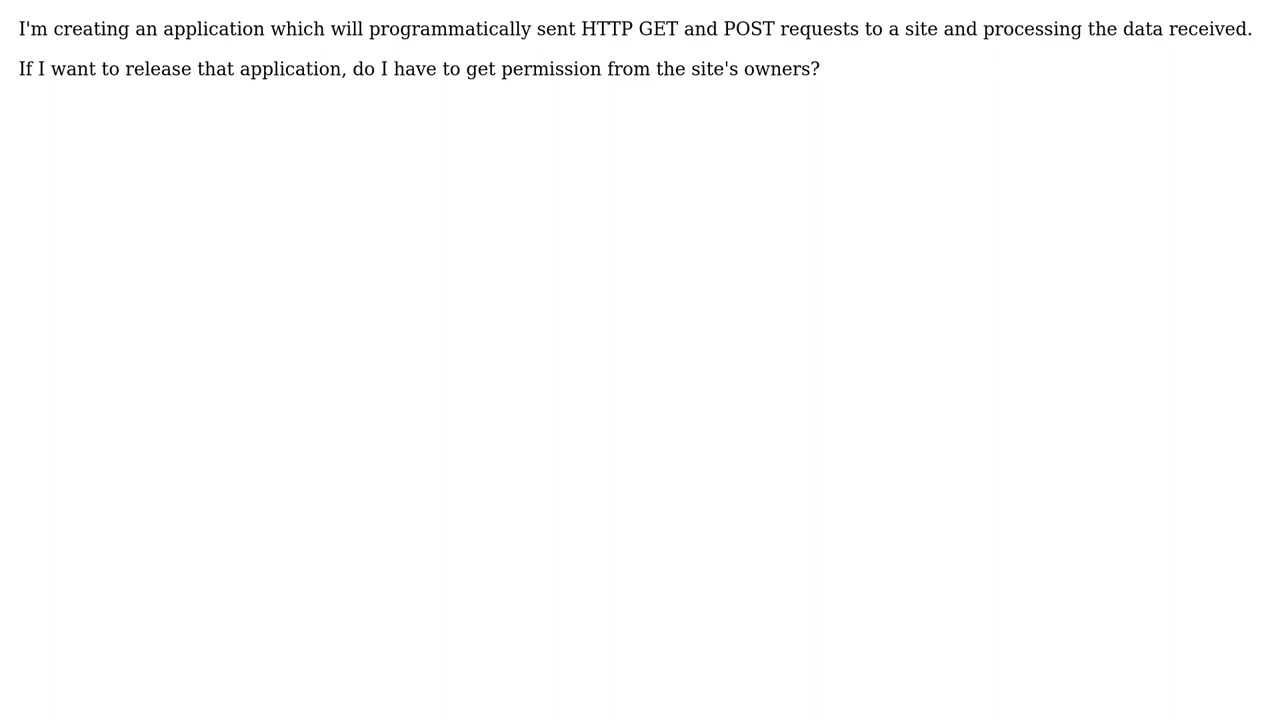 I'm creating an application which will programmatically sent HTTP GET and POST requests to a site and processing the data received.
If I want to release that application, do I have to get permission from the site's owners?